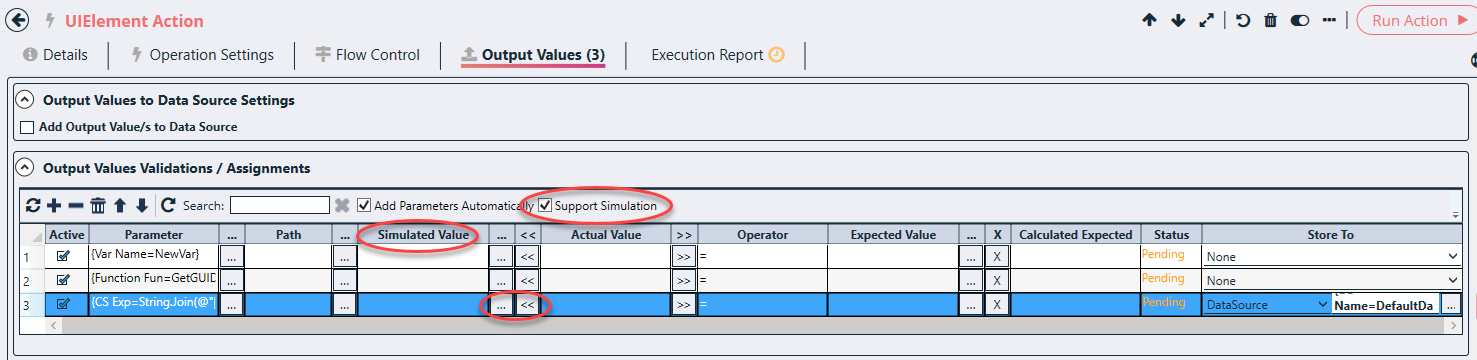 UIElement Action
Run Action
Details
Operation Settings
Flow Control
Output Values (3)
Execution Report
Output Values to Data Source Settings
Add Output Value/s to Data Source
Output Values Validations / Assignments
Search: Add Parameters Automatically Support Simulation
Active Parameter ... Path ... Simulated Value ... << Actual Value >> Operator Expected Value ... X Calculated Expected Status Store To
1 {Var Name=NewVar} ... ... ... << >> = ... X Pending None
2 {Function Fun=GetGUID ... ... ... << >> = ... X Pending None
3 {CS Exp=String.Join(@" ... ... ... << >> = ... X Pending DataSource Name=DefaultDa ...